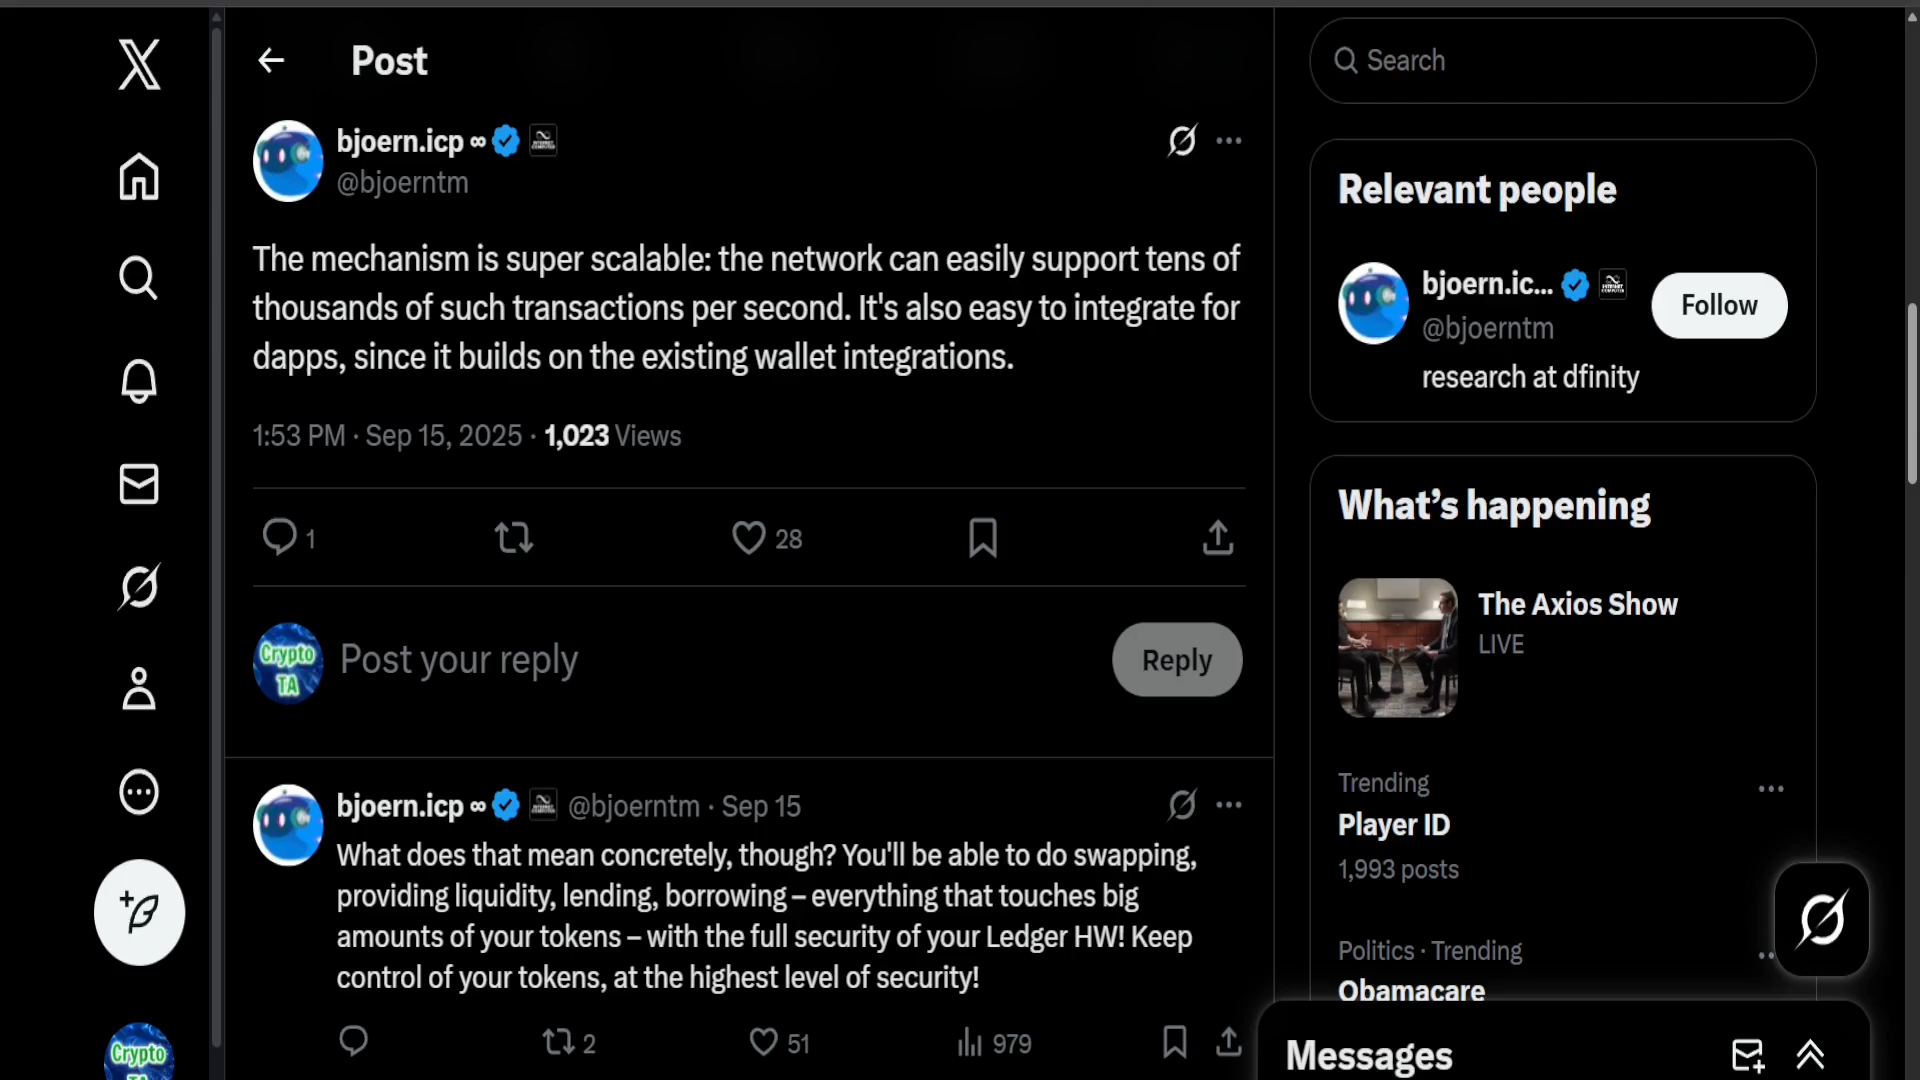 Post
bjoern.icp ∞
@bjoerntm
The mechanism is super scalable: the network can easily support tens of
thousands of such transactions per second. It's also easy to integrate for
dapps, since it builds on the existing wallet integrations.
1:53 PM · Sep 15, 2025 · 1,023 Views
1
28
Crypto
TA
Post your reply
Reply
bjoern.icp ∞ @bjoerntm · Sep 15
What does that mean concretely, though? You'll be able to do swapping,
providing liquidity, lending, borrowing – everything that touches big
amounts of your tokens – with the full security of your Ledger HW! Keep
control of your tokens, at the highest level of security!
2
51
979
Crypto
Search
Relevant people
bjoern.ic...
@bjoerntm
Follow
research at dfinity
What's happening
The Axios Show
LIVE
Trending
Player ID
1,993 posts
Politics · Trending
Obamacare
Messages